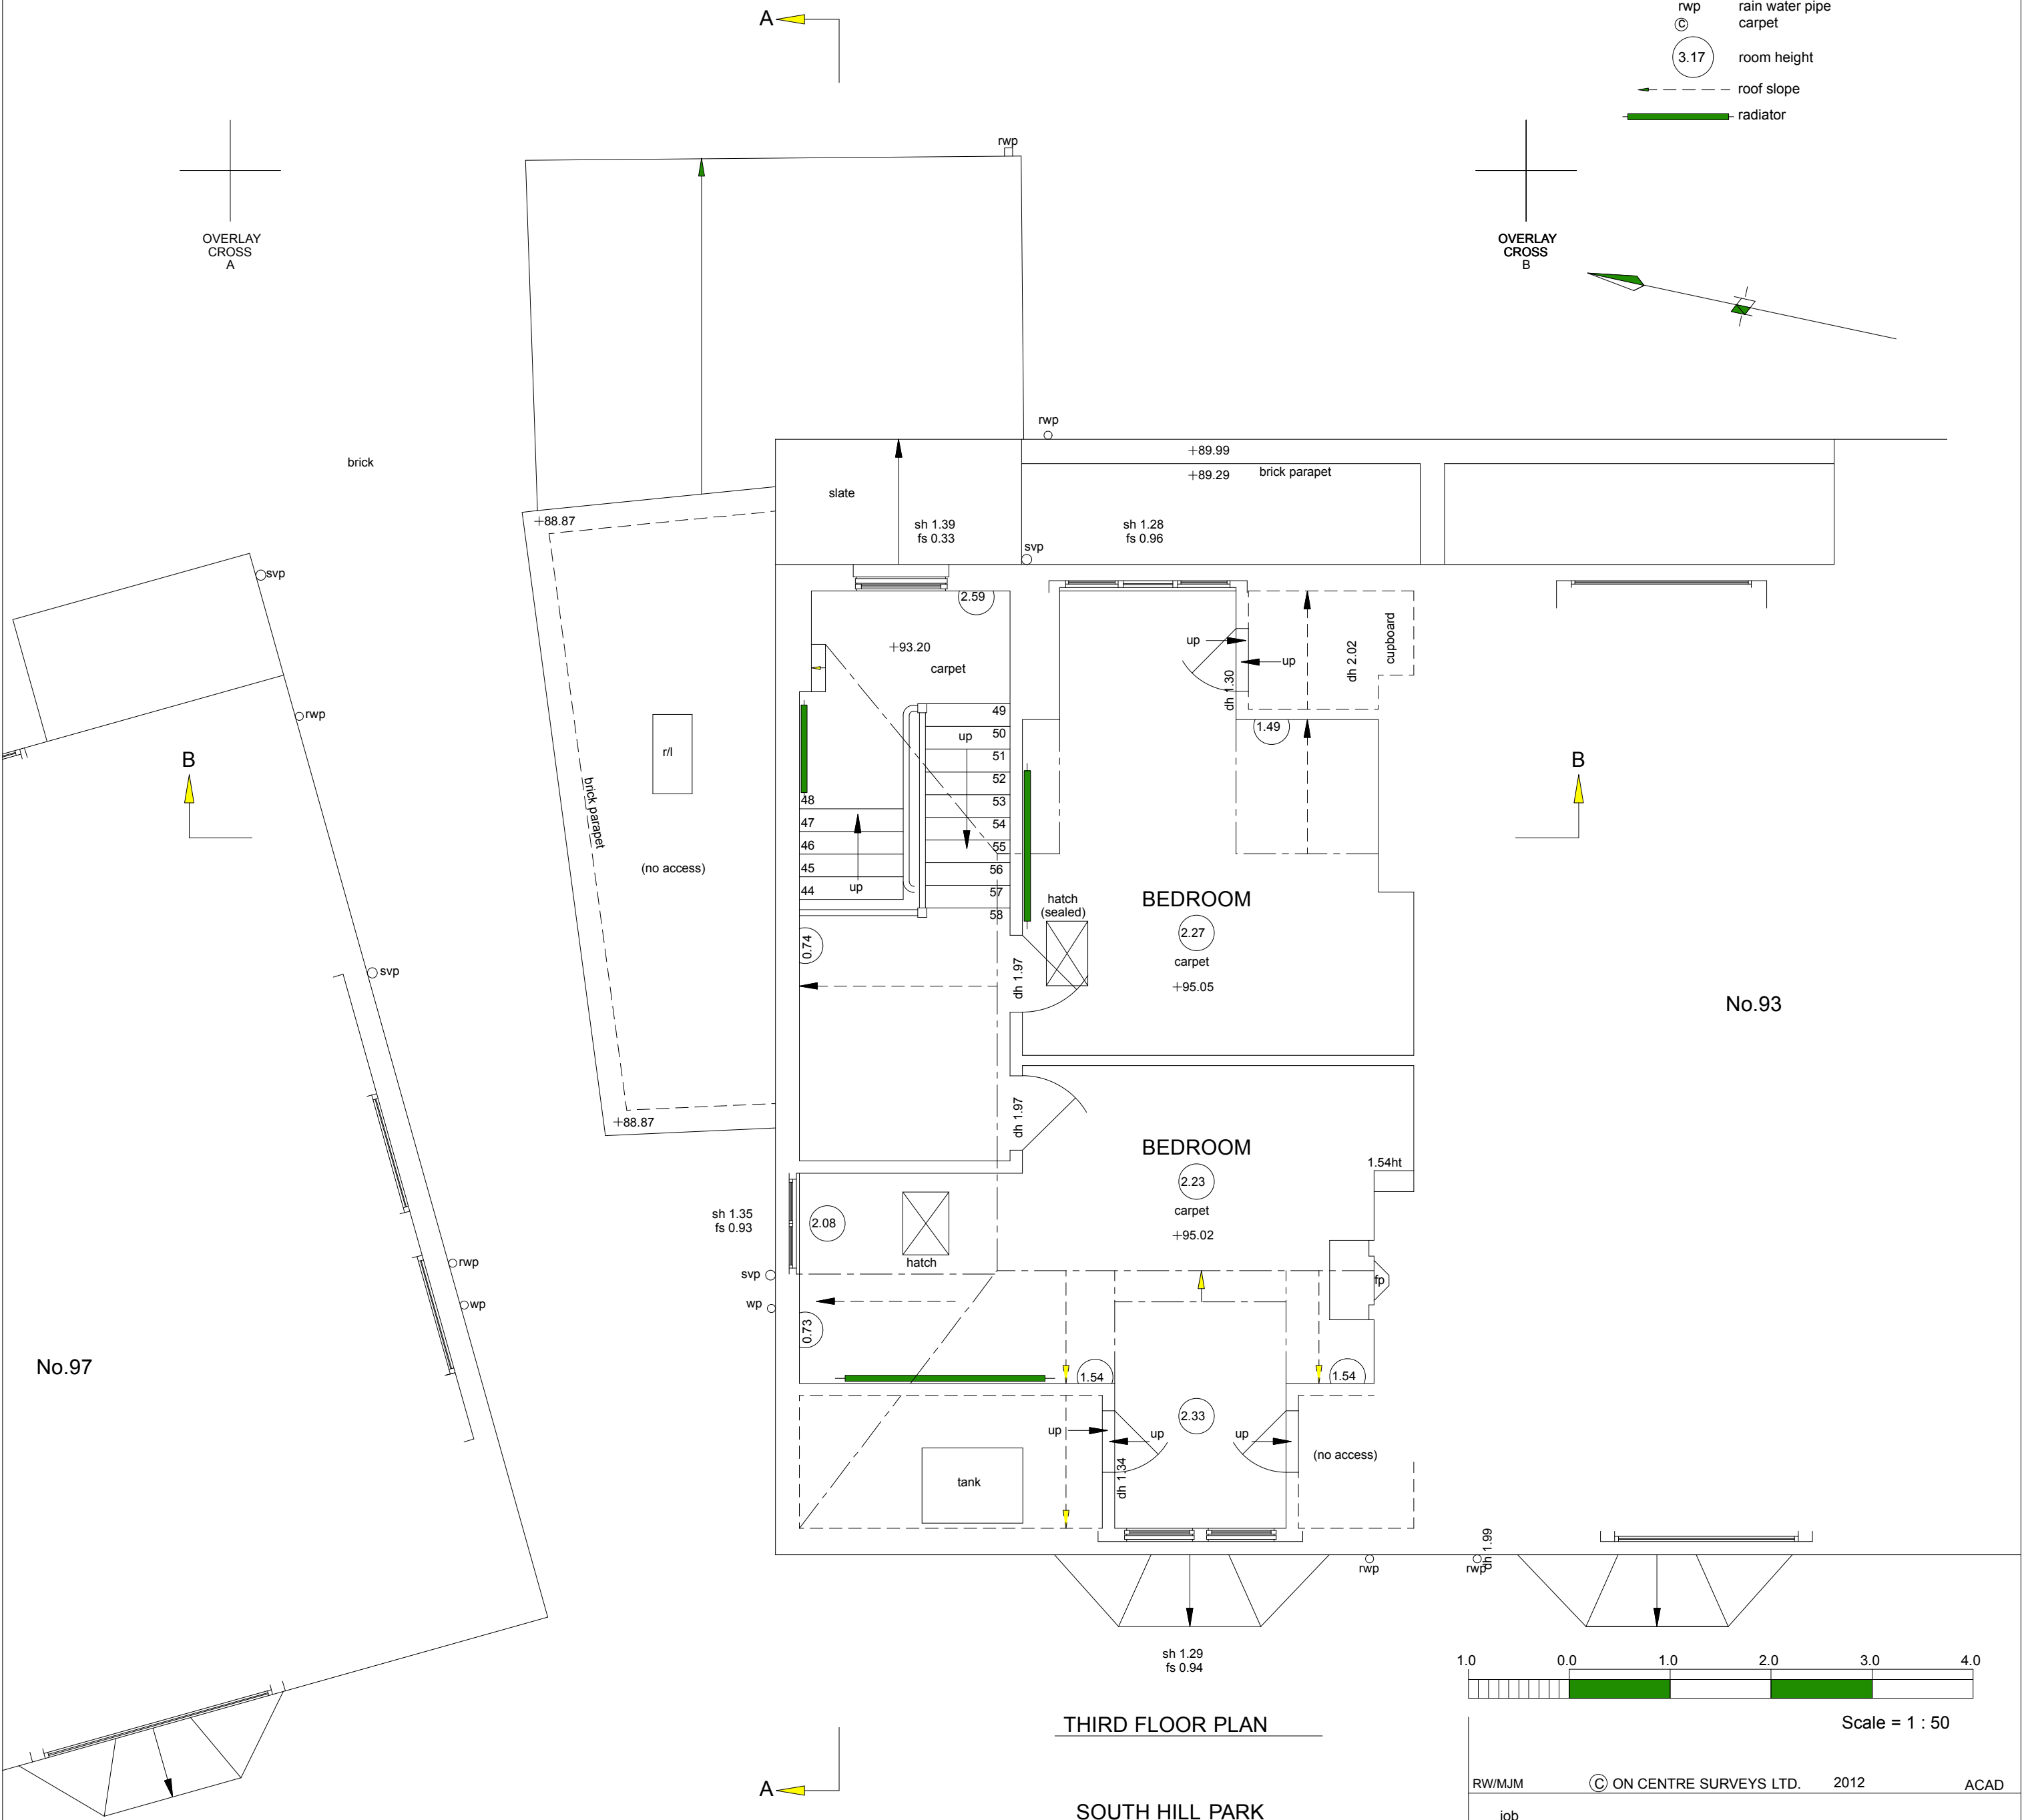 A
rwp rain water pipe
C carpet
3.17 room height
roof slope
radiator
rwp
OVERLAY
CROSS
A
OVERLAY
CROSS
B
rwp
+89.99
brick
+89.29 brick parapet
slate
+88.87
sh 1.39
fs 0.33
sh 1.28
fs 0.96
svp
svp
2.59
+93.20
carpet
up
up
dh 1.30
dh 2.02
cupboard
rwp
49
50
51
52
53
54
55
56
57
58
up
1.49
r/l
B
B
brick parapet
48
47
46
45
44
up
(no access)
hatch
(sealed)
BEDROOM
2.27
carpet
+95.05
0.74
dh 1.97
svp
No.93
dh 1.97
+88.87
BEDROOM
2.23
carpet
+95.02
1.54ht
sh 1.35
fs 0.93
2.08
hatch
svp
wp
rwp
wp
fp
0.73
No.97
1.54
1.54
2.33
up
up
up
dh 1.34
(no access)
tank
dh 1.99
rwp
rwp
sh 1.29
fs 0.94
1.0 0.0 1.0 2.0 3.0 4.0
Scale = 1 : 50
THIRD FLOOR PLAN
RW/MJM © ON CENTRE SURVEYS LTD. 2012 ACAD
A
SOUTH HILL PARK
job